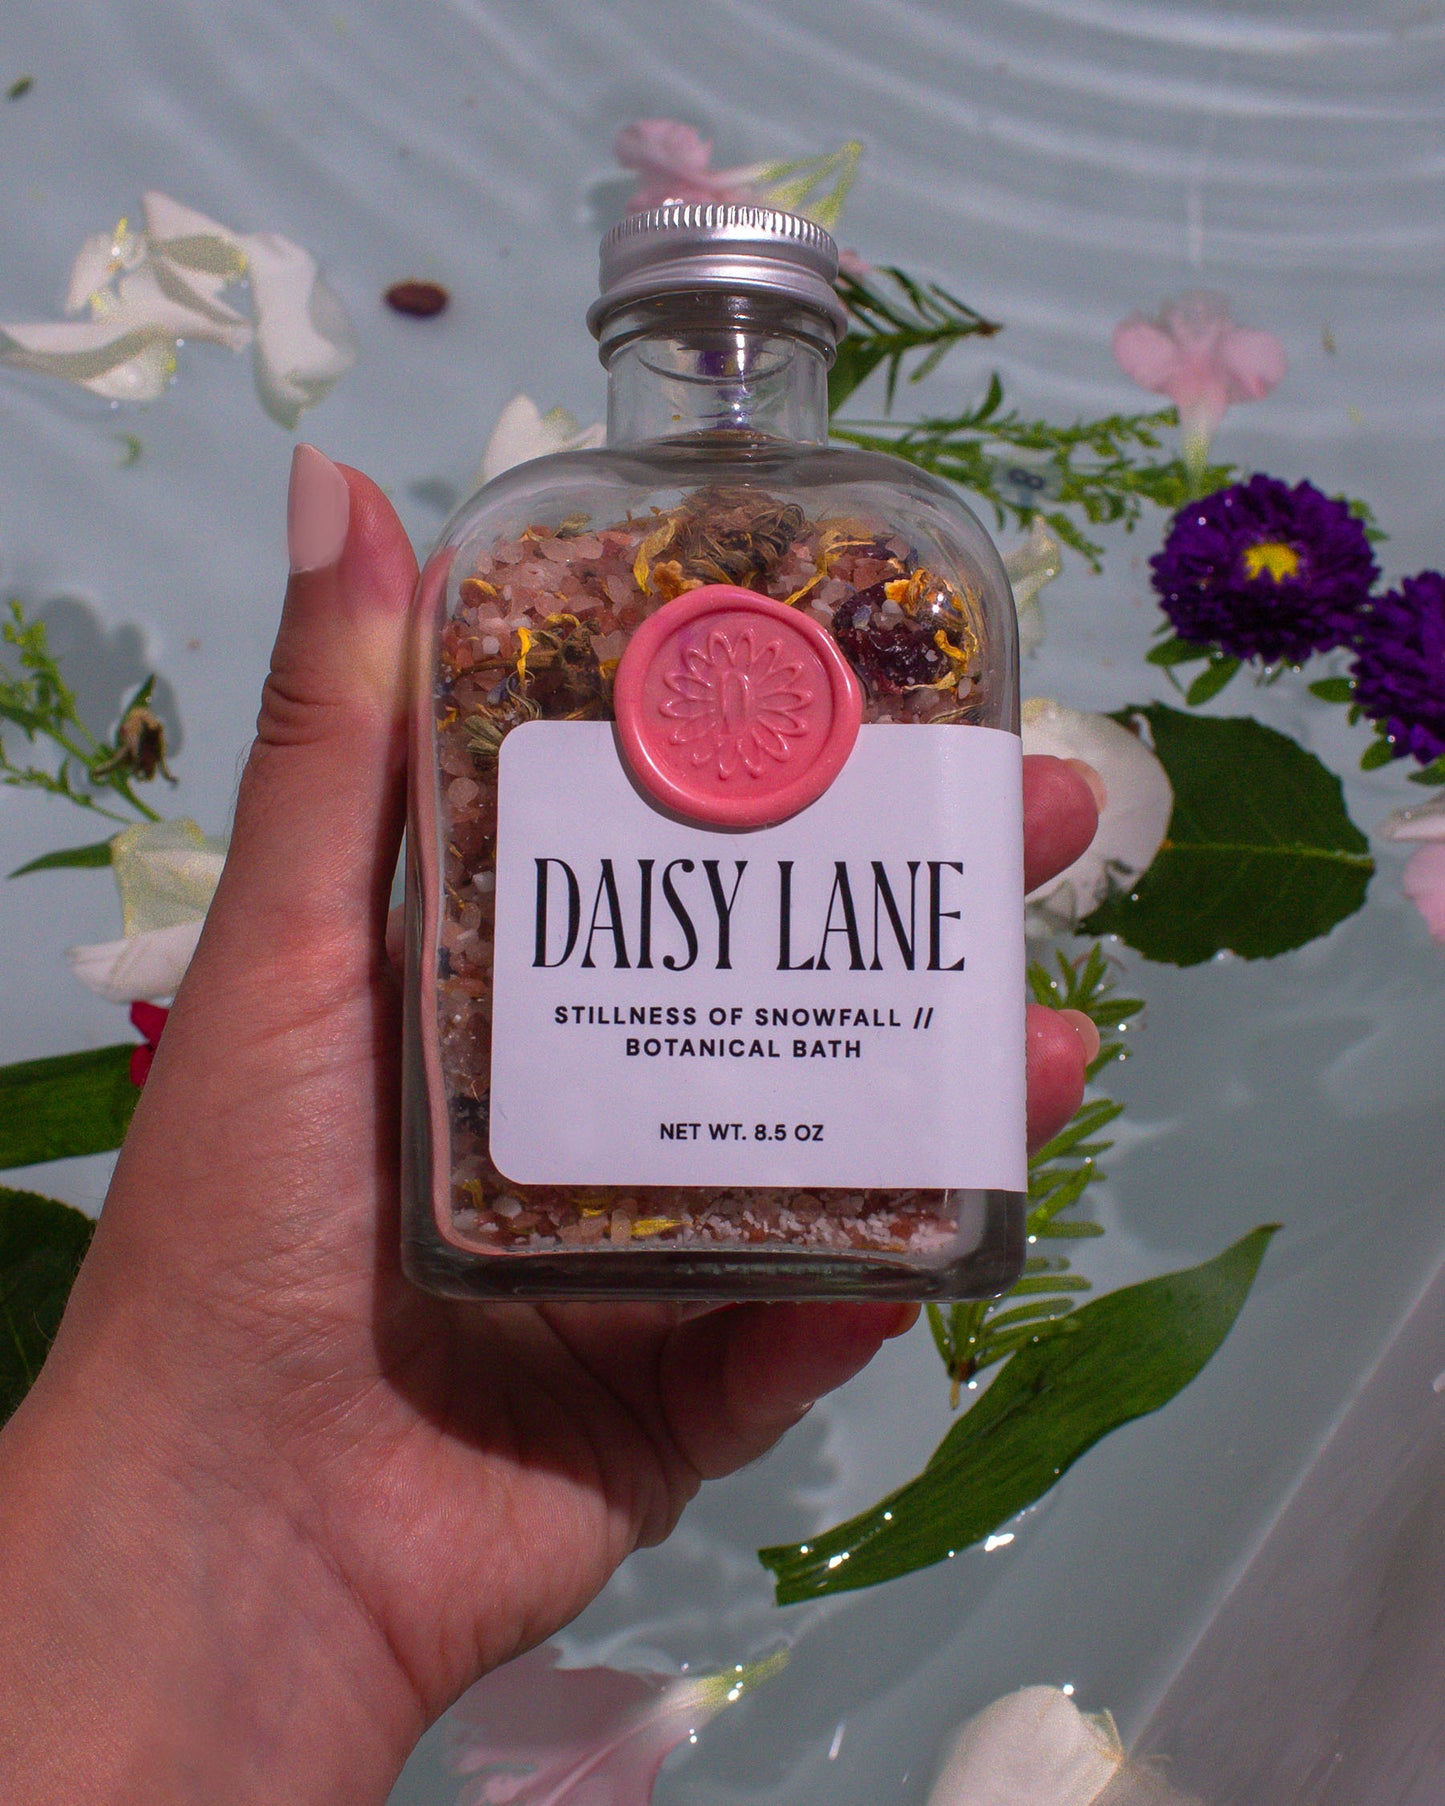 DAISY LANE
STILLNESS OF SNOWFALL //
BOTANICAL BATH
NET WT. 8.5 OZ